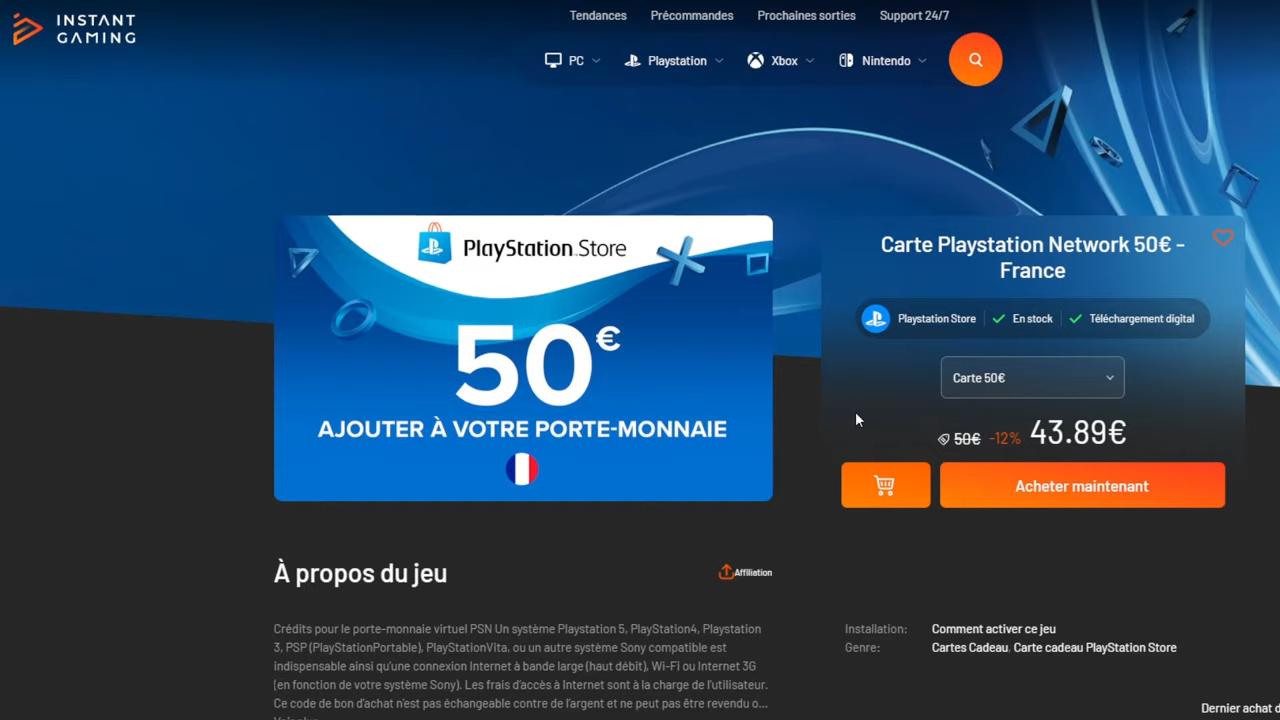 INSTANT
GAMING
Tendances Précommandes Prochaines sorties Support 24/7
PC Playstation Xbox Nintendo
PlayStation Store
50€
AJOUTER À VOTRE PORTE-MONNAIE
Carte Playstation Network 50€ -
France
Playstation Store En stock Téléchargement digital
Carte 50€
50€ -12% 43.89€
Acheter maintenant
À propos du jeu
Affiliation
Crédits pour le porte-monnaie virtuel PSN Un système Playstation 5, PlayStation4, Playstation
3, PSP (PlayStationPortable), PlayStationVita, ou un autre système Sony compatible est
indispensable ainsi qu'une connexion Internet à bande large (haut débit), Wi-Fi ou Internet 3G
(en fonction de votre système Sony). Les frais d'accès à Internet sont à la charge de l'utilisateur.
Ce code de bon d'achat n'est pas échangeable contre de l'argent et ne peut pas être revendu o...
Installation: Comment activer ce jeu
Genre: Cartes Cadeau, Carte cadeau PlayStation Store
Dernier achat d